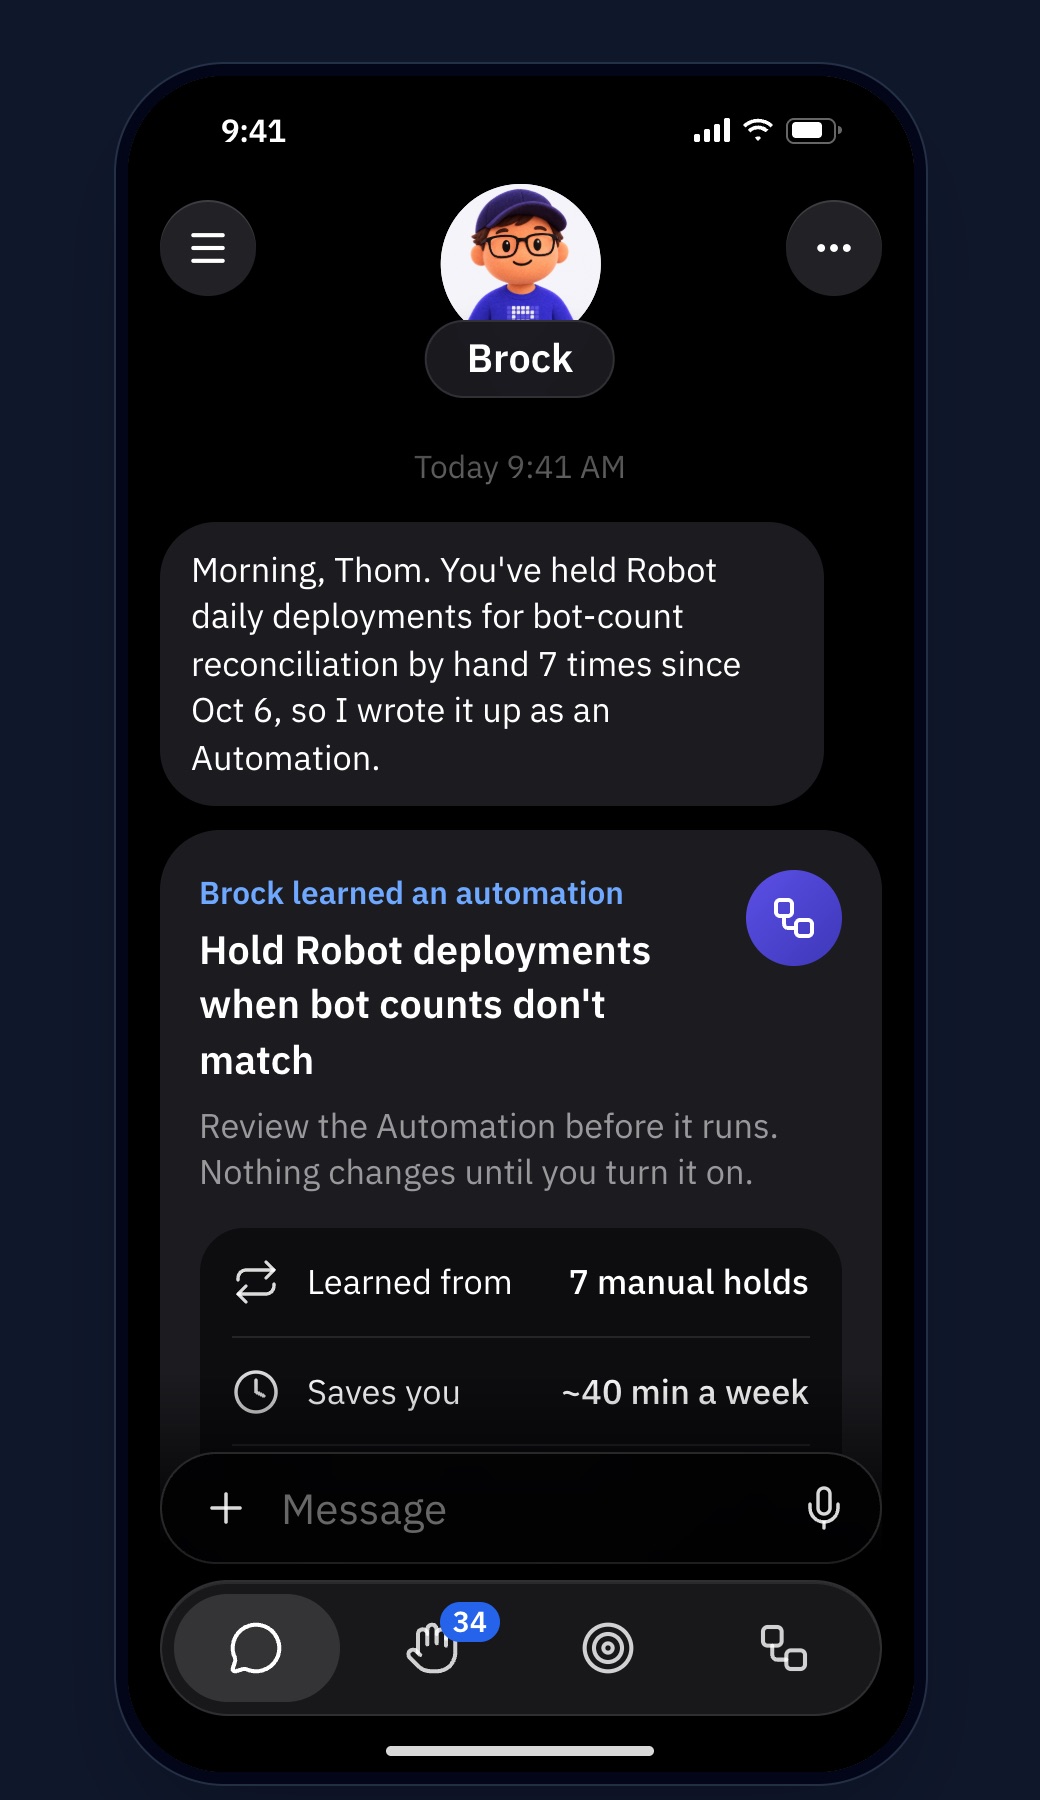 9:41
Brock
Today 9:41 AM
Morning, Thom. You've held Robot
daily deployments for bot-count
reconciliation by hand 7 times since
Oct 6, so I wrote it up as an
Automation.
Brock learned an automation
Hold Robot deployments
when bot counts don't
match
Review the Automation before it runs.
Nothing changes until you turn it on.
Learned from 7 manual holds
Saves you ~40 min a week
Message
34